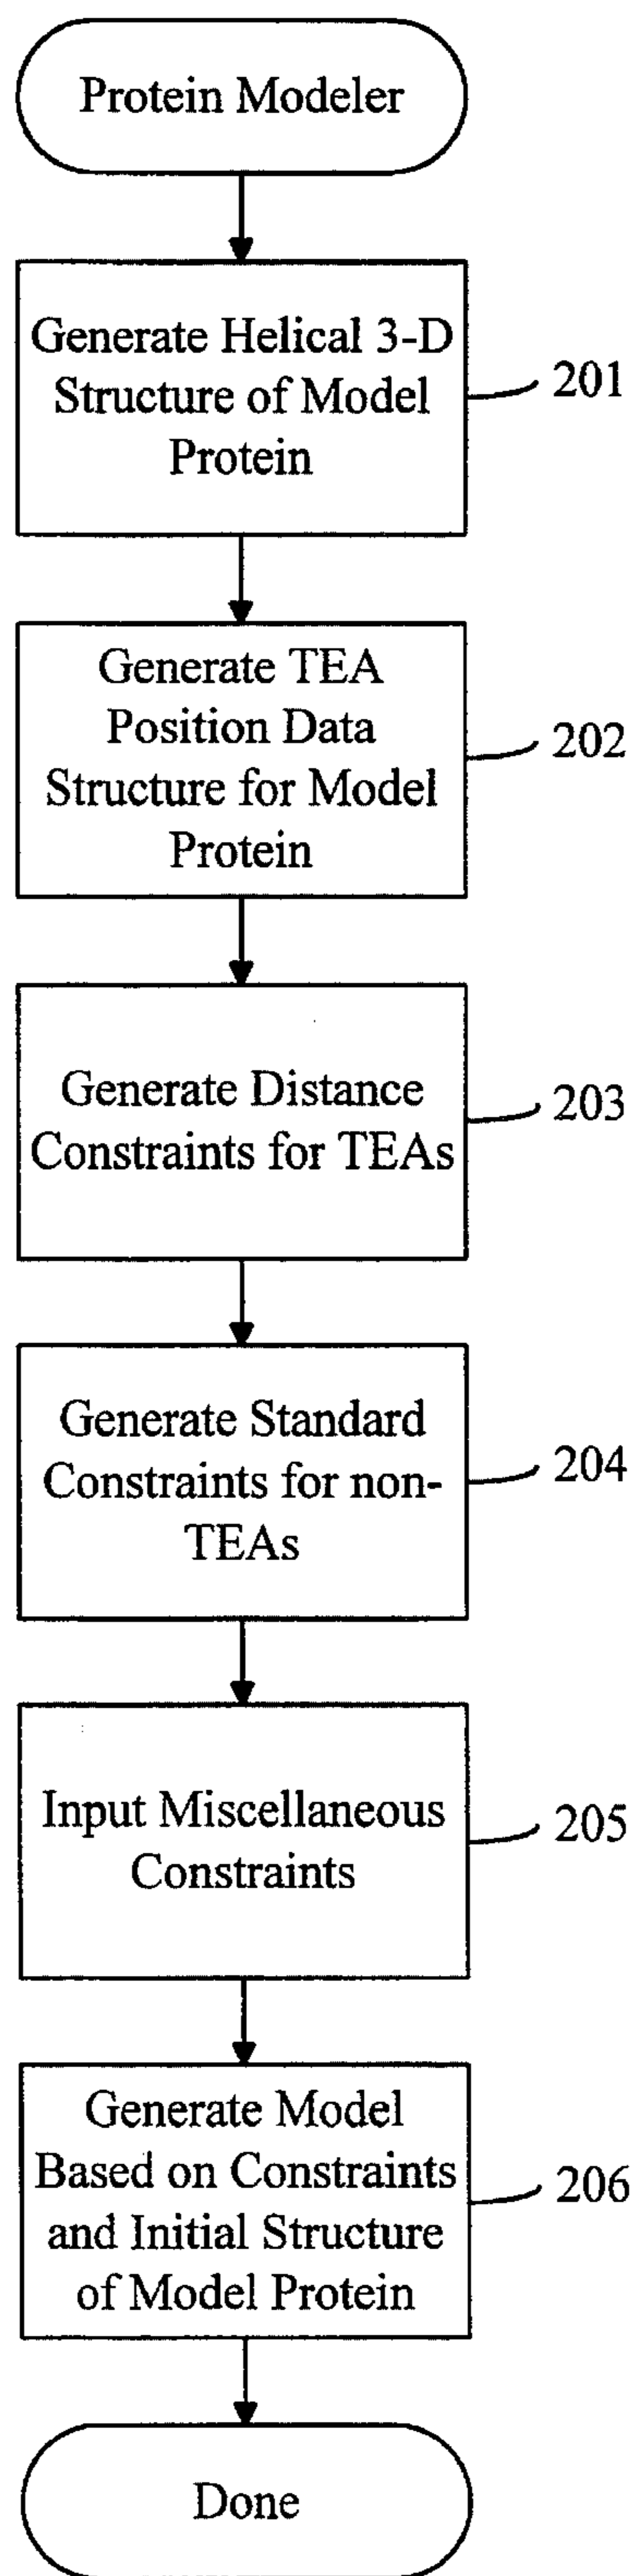 Protein Modeler
Generate Helical 3-D
Structure of Model
Protein
201
Generate TEA
Position Data
Structure for Model
Protein
202
Generate Distance
Constraints for TEAs
203
Generate Standard
Constraints for non-
TEAs
204
Input Miscellaneous
Constraints
205
Generate Model
Based on Constraints
and Initial Structure
of Model Protein
206
Done